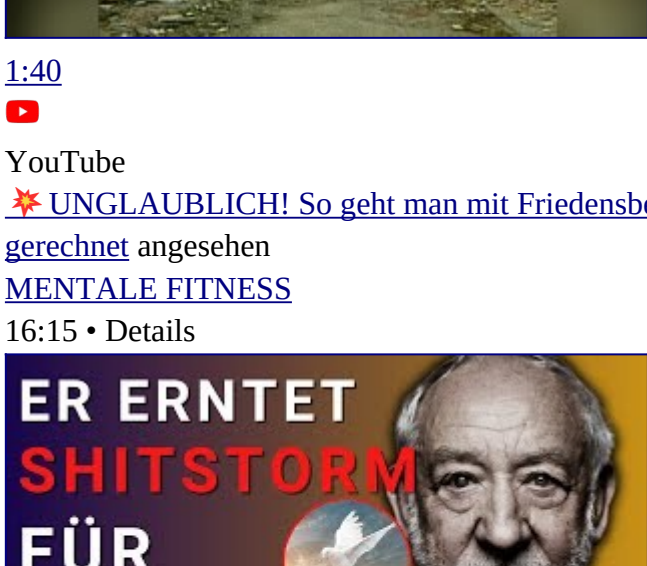 1:40
YouTube
💥 UNGLAUBLICH! So geht man mit
gerechnet angesehen
MENTALE FITNESS
16:15 • Details
ER ERNTET
SHITSTORM
FÜR